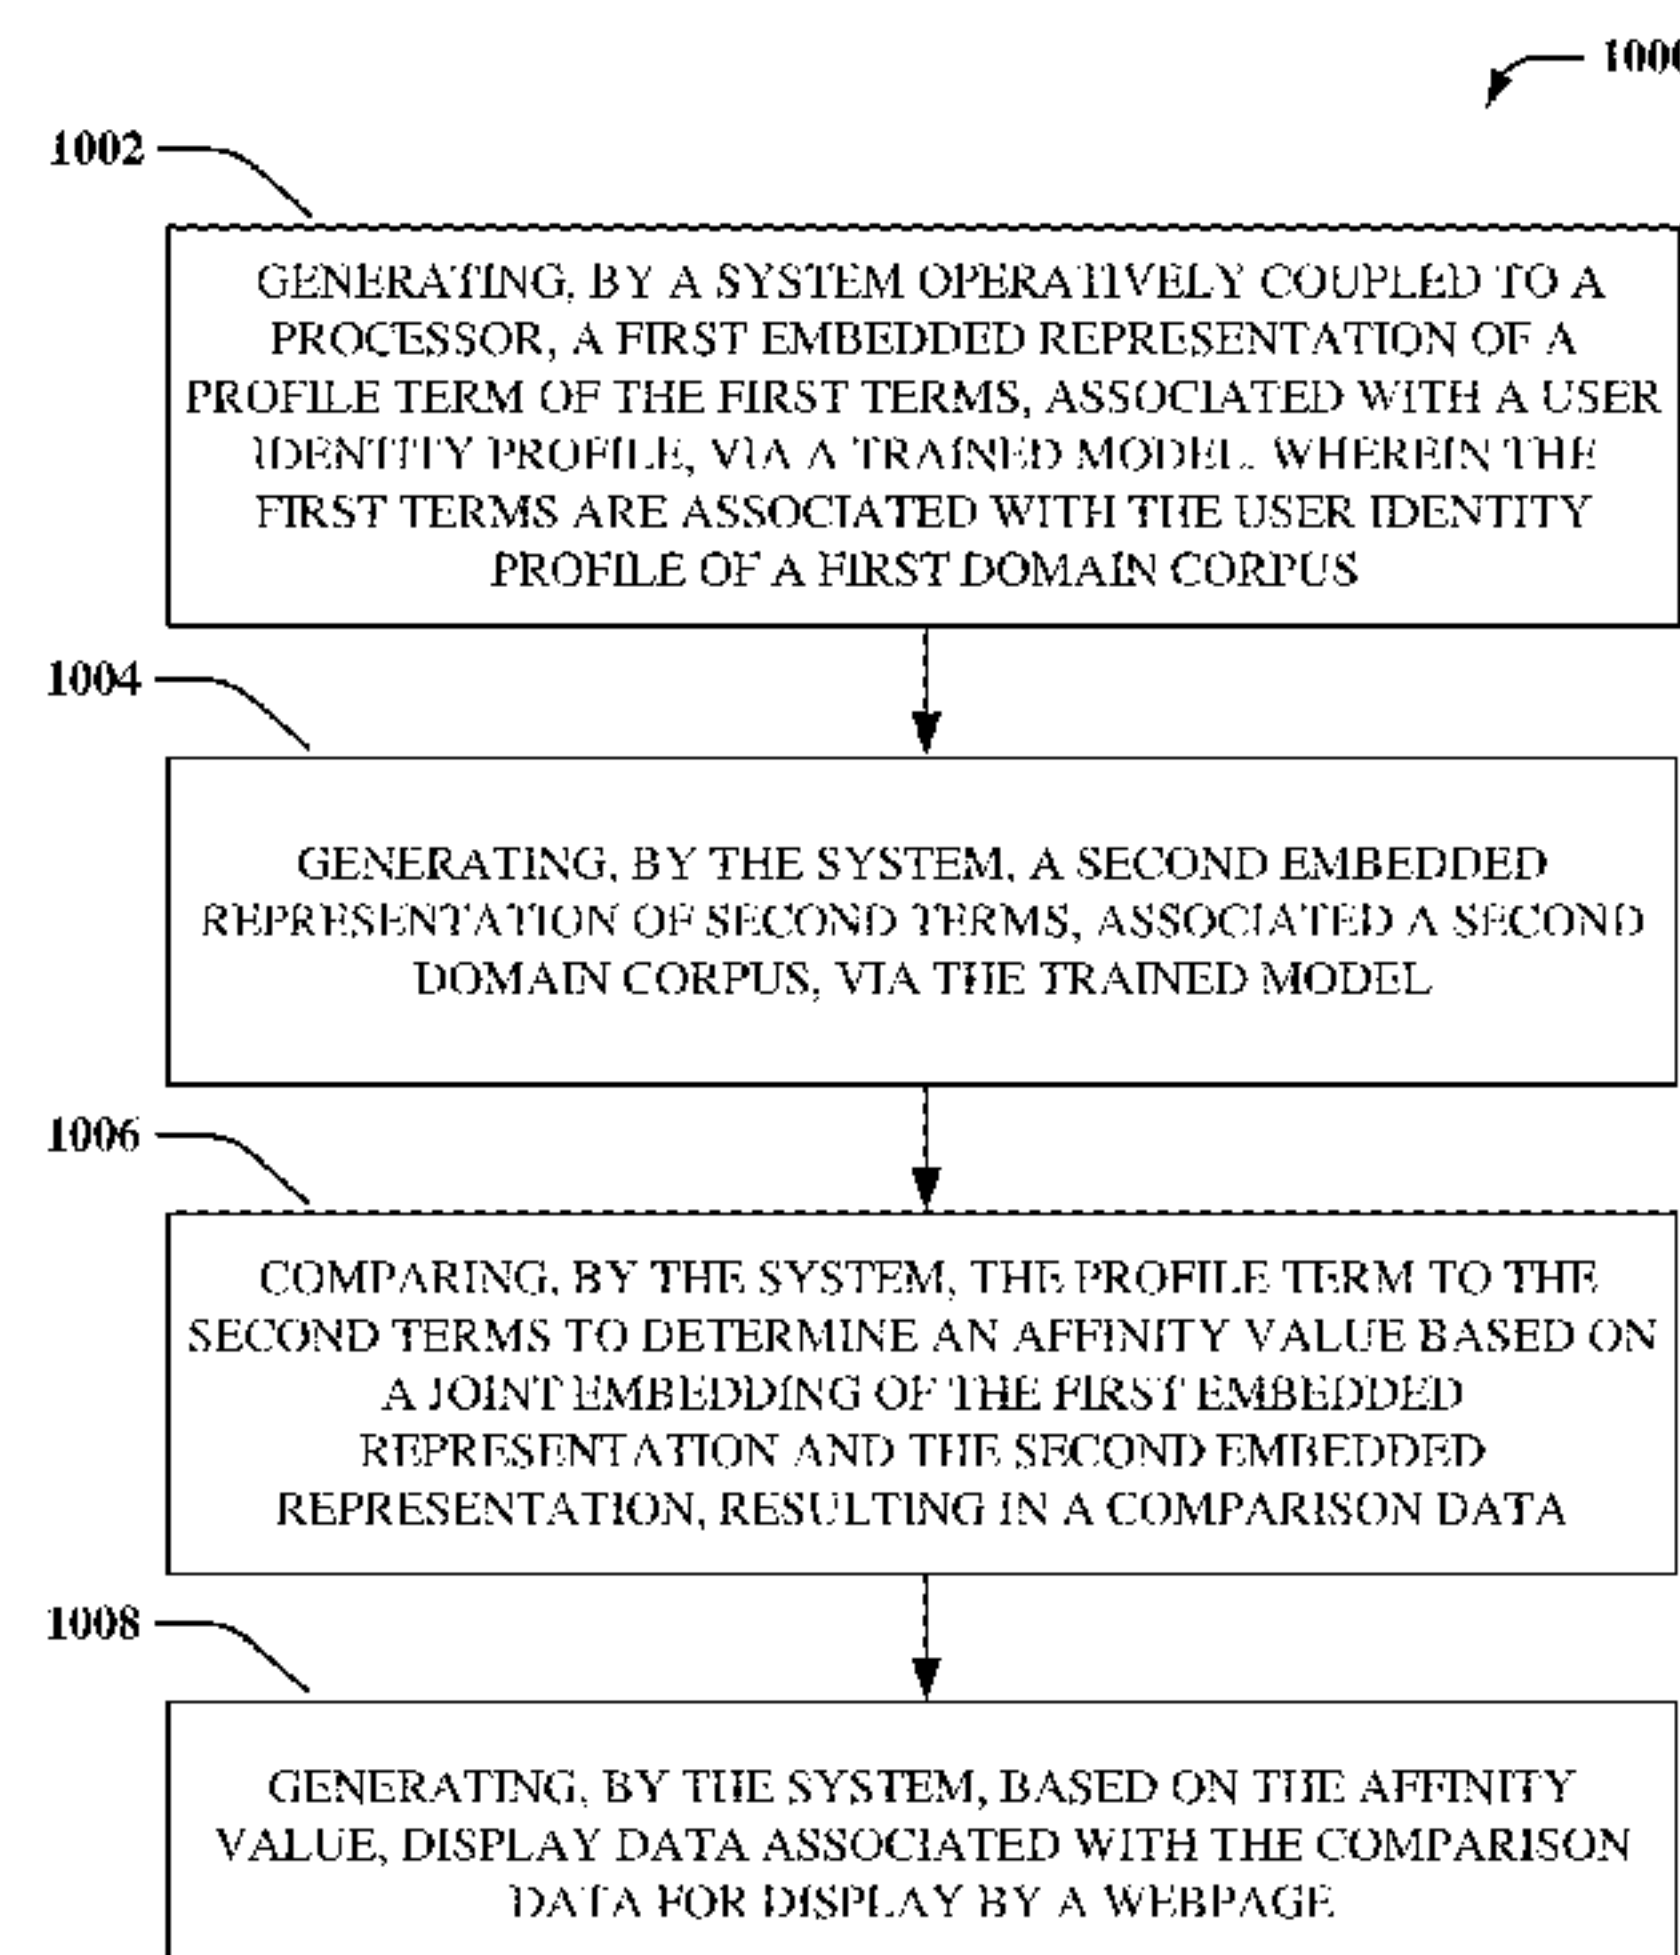 100
1002
GENERATING, BY A SYSTEM OPERATIVELY COUPLED TO A
PROCESSOR, A FIRST EMBEDDED REPRESENTATION OF A
PROFILE TERM OF THE FIRST TERMS, ASSOCIATED WITH A USER
IDENTITY PROFILE, VIA A TRAINED MODEL, WHEREIN THE
FIRST TERMS ARE ASSOCIATED WITH THE USER IDENTITY
PROFILE OF A FIRST DOMAIN CORPUS
1004
GENERATING, BY THE SYSTEM, A SECOND EMBEDDED
REPRESENTATION OF SECOND TERMS, ASSOCIATED A SECOND
DOMAIN CORPUS, VIA THE TRAINED MODEL
1006
COMPARING, BY THE SYSTEM, THE PROFILE TERM TO THE
SECOND TERMS TO DETERMINE AN AFFINITY VALUE BASED ON
A JOINT EMBEDDING OF THE FIRST EMBEDDED
REPRESENTATION AND THE SECOND EMBEDDED
REPRESENTATION, RESULTING IN A COMPARISON DATA
1008
GENERATING, BY THE SYSTEM, BASED ON THE AFFINITY
VALUE, DISPLAY DATA ASSOCIATED WITH THE COMPARISON
DATA FOR DISPLAY BY A WEBPAGE